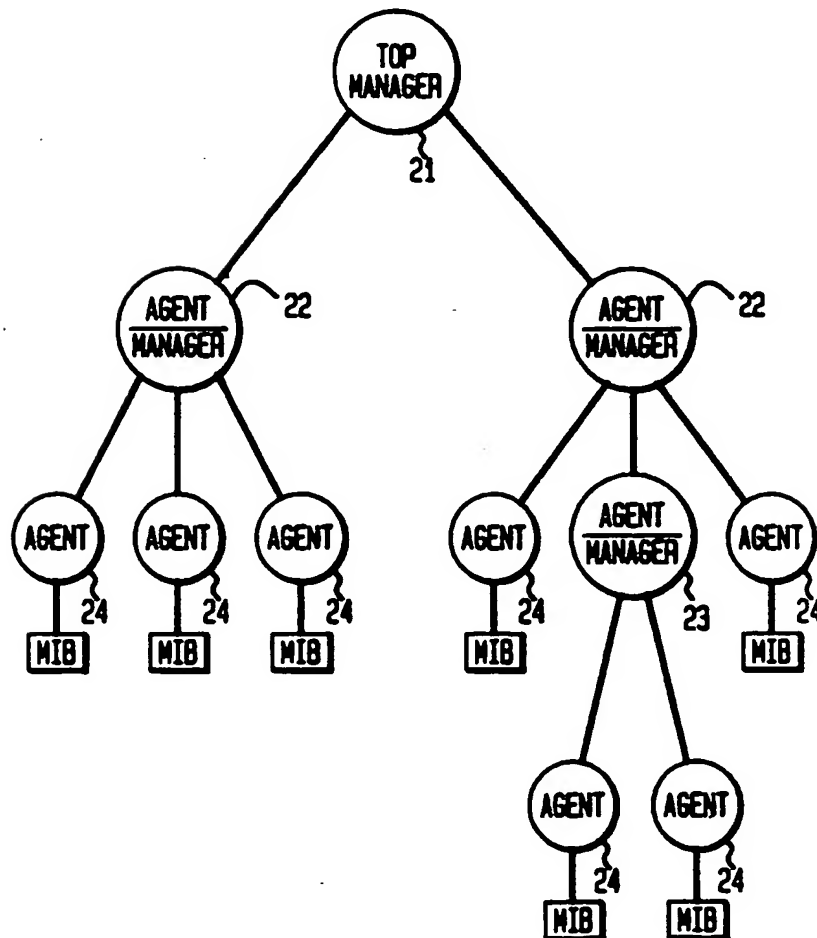 TOP
MANAGER
21
AGENT
MANAGER
22
AGENT
MANAGER
22
AGENT
24
AGENT
24
AGENT
24
AGENT
24
AGENT
MANAGER
23
AGENT
24
MIB
MIB
MIB
MIB
MIB
AGENT
24
AGENT
24
MIB
MIB